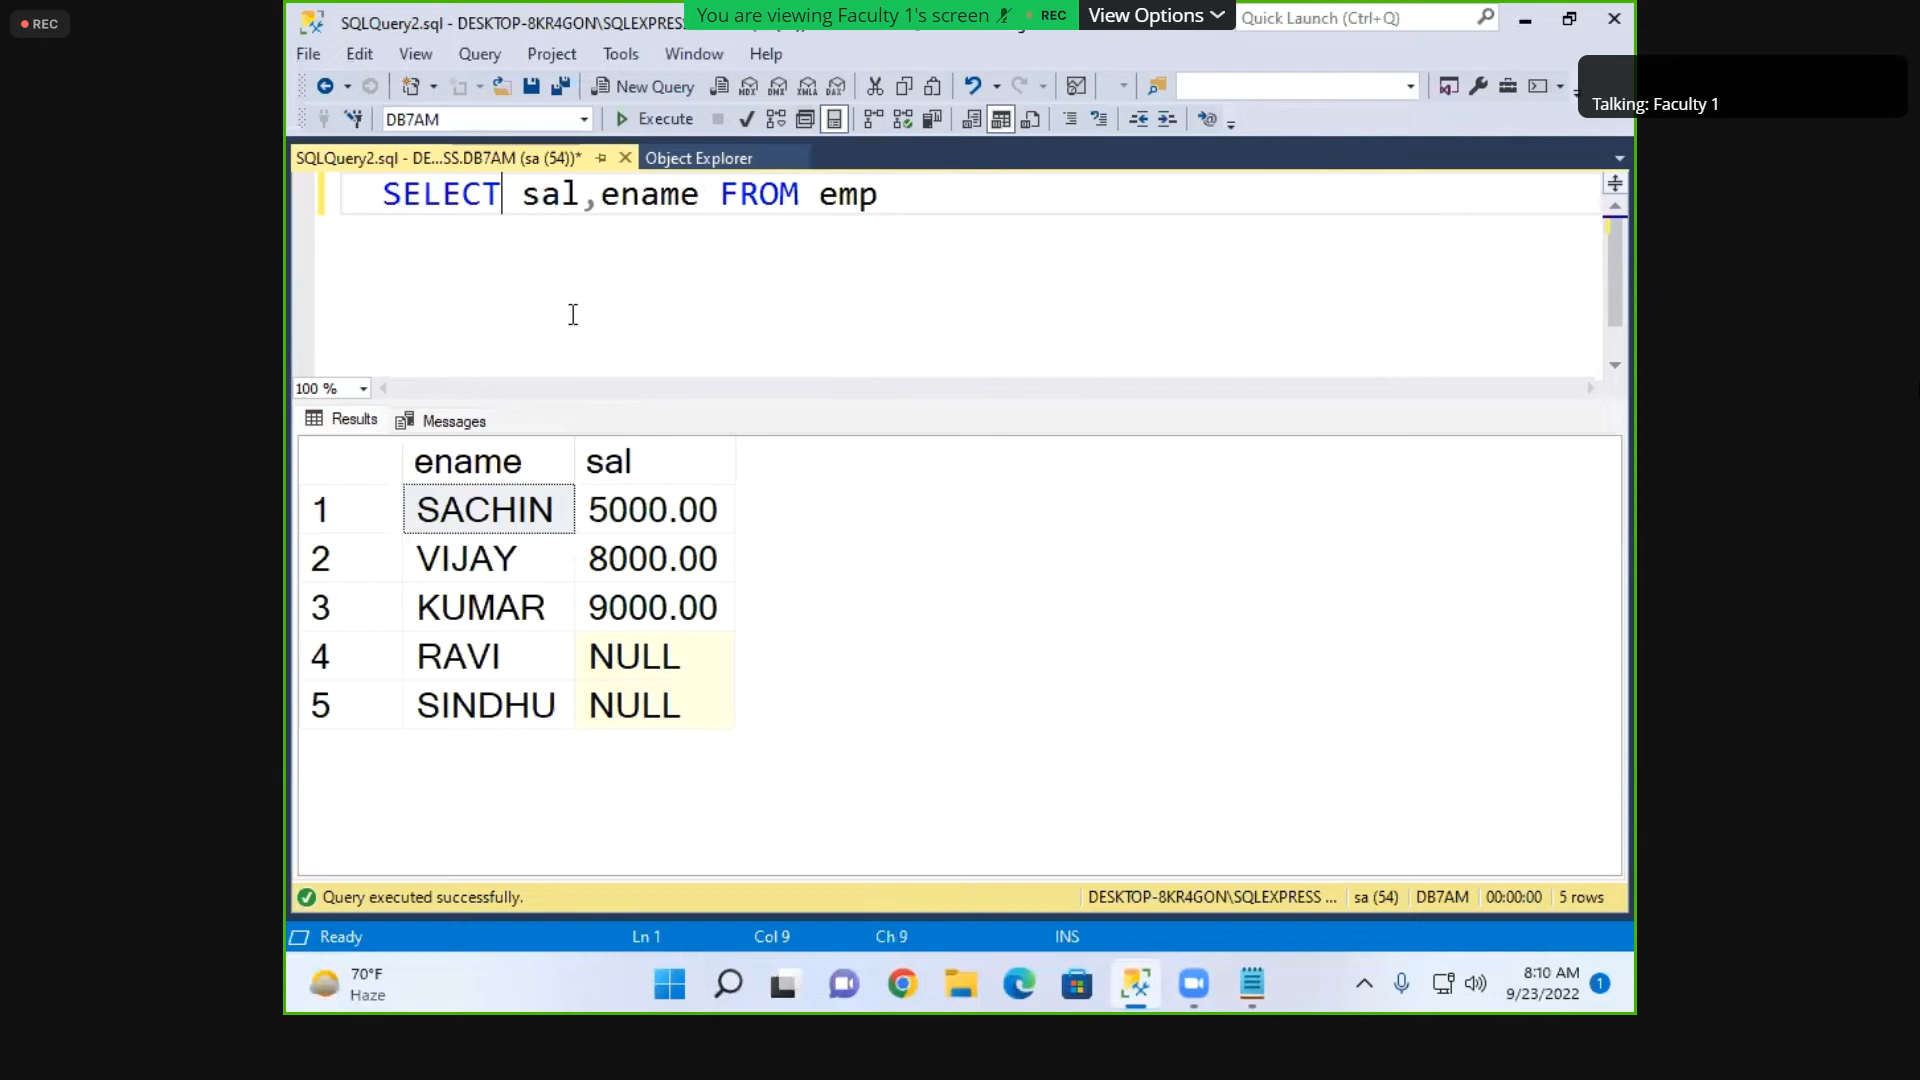 REC
SQLQuery2.sql - DESKTOP-8KR4GON\SQLEXPRESS
You are viewing Faculty 1's screen
REC
View Options
Quick Launch (Ctrl+Q)
File Edit View Query Project Tools Window Help
New Query
MDX DMX XMLA DAX
Talking: Faculty 1
DB7AM
Execute
SQLQuery2.sql - DE...SS.DB7AM (sa (54))*
Object Explorer
SELECT sal,ename FROM emp
100 %
Results Messages
ename sal
1 SACHIN 5000.00
2 VIJAY 8000.00
3 KUMAR 9000.00
4 RAVI NULL
5 SINDHU NULL
Query executed successfully.
DESKTOP-8KR4GON\SQLEXPRESS ... sa (54) DB7AM 00:00:00 5 rows
Ready Ln 1 Col 9 Ch 9 INS
70°F
Haze
8:10 AM
9/23/2022
1